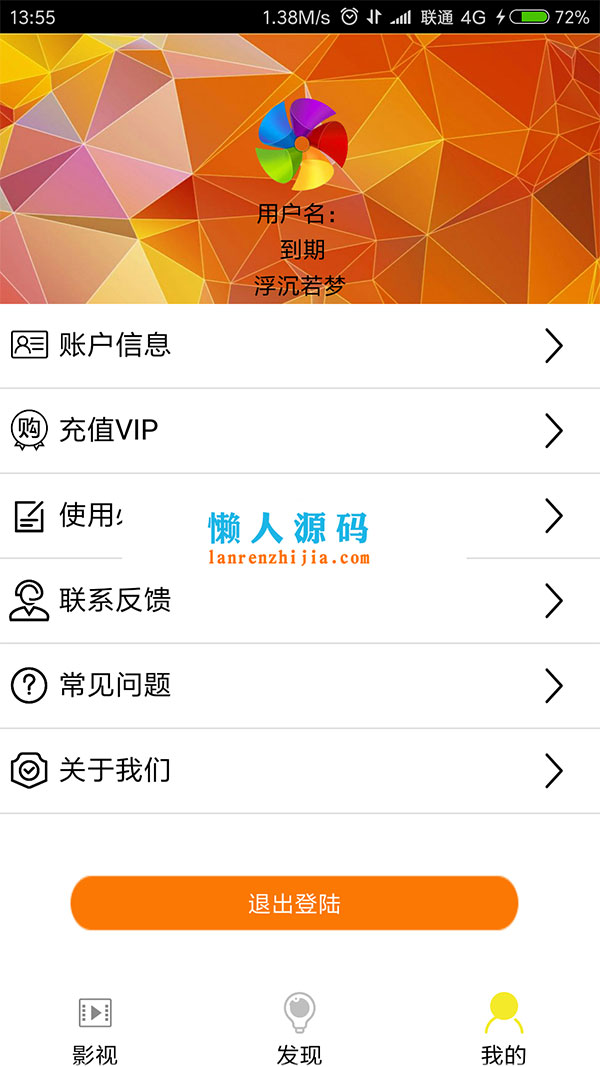 13:55 1.38M/s 联通 4G 72%
用户名：
到期
浮沉若梦
账户信息
购 充值VIP
使用
懒人源码
lanrenzhijia.com
联系反馈
常见问题
关于我们
退出登陆
影视 发现 我的